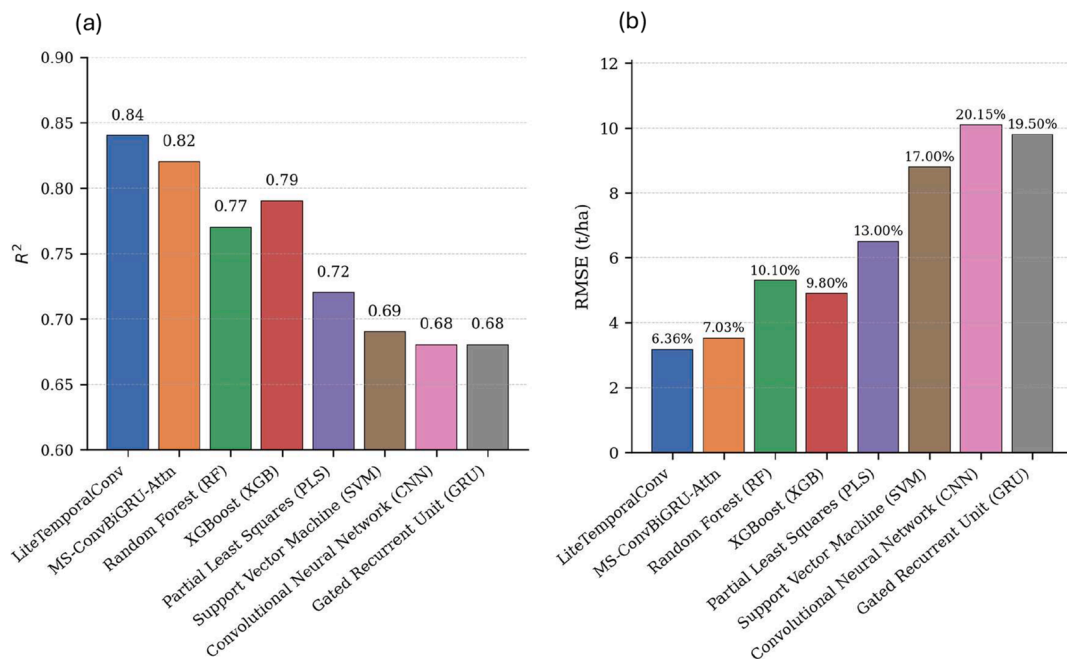 (a)
0.90
0.85
0.80
0.75
0.70
0.65
0.60
R²
0.84
0.82
0.77
0.79
0.72
0.69
0.68
0.68
LiteTemporalConv
MS-ConvBiGRU-Attn
Random Forest (RF)
XGBoost (XGB)
Partial Least Squares (PLS)
Support Vector Machine (SVM)
Convolutional Neural Network (CNN)
Gated Recurrent Unit (GRU)
(b)
12
10
8
6
4
2
0
RMSE (t/ha)
6.36%
7.03%
10.10%
9.80%
13.00%
17.00%
20.15%
19.50%
LiteTemporalConv
MS-ConvBiGRU-Attn
Random Forest (RF)
XGBoost (XGB)
Partial Least Squares (PLS)
Support Vector Machine (SVM)
Convolutional Neural Network (CNN)
Gated Recurrent Unit (GRU)